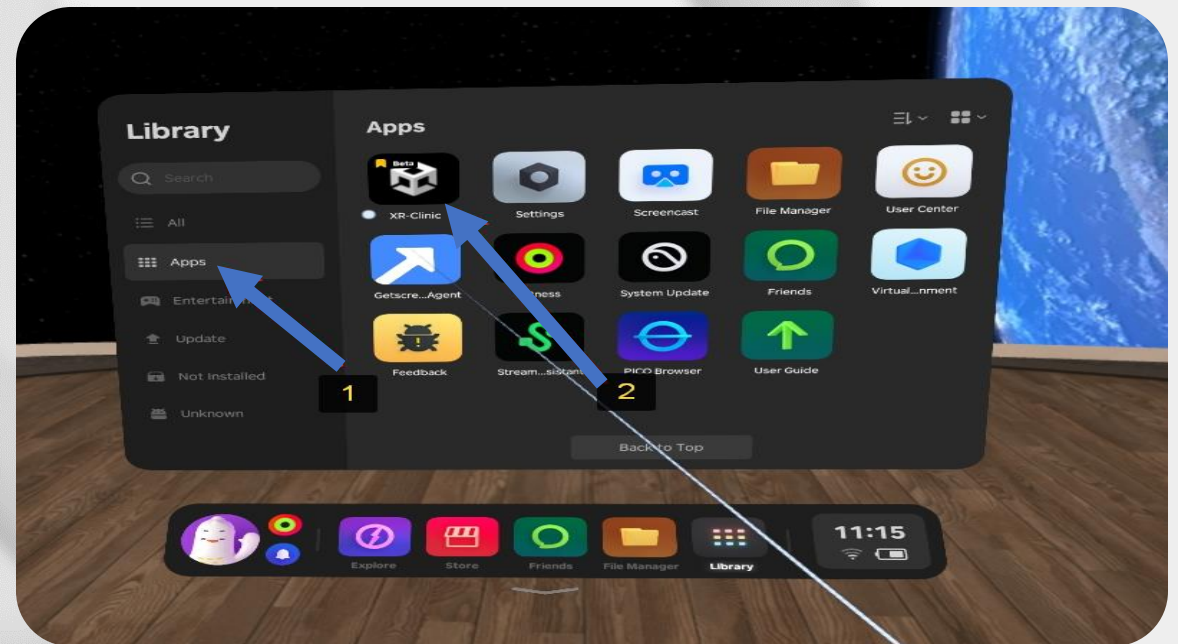 Library
Search
All
Apps
Update
Not Installed
Unknown
Apps
Beta
XR-Clinic
Settings
Screencast
File Manager
User Center
Getscre...Agent
System Update
Friends
Virtual...nment
Feedback
Stream...sistant
PICO Browser
User Guide
1
2
Back to Top
Explore
Store
Friends
File Manager
Library
11:15